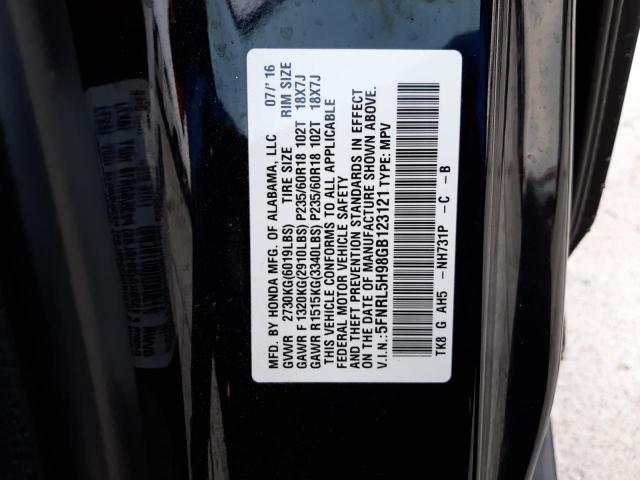 MFG. BY HONDA MFG. OF ALABAMA, LLC 07/'16
GVWR 2730KG(6019LBS) TIRE SIZE RIM SIZE
GAWR F 1320KG(2910LBS) P235/60R18 102T 18X7J
GAWR R 1515KG(3340LBS) P235/60R18 102T 18X7J
THIS VEHICLE CONFORMS TO ALL APPLICABLE
FEDERAL MOTOR VEHICLE SAFETY
AND THEFT PREVENTION STANDARDS IN EFFECT
ON THE DATE OF MANUFACTURE SHOWN ABOVE.
V.I.N.: 5FNRL5H98GB123121 TYPE: MPV
TK8 G AH5 -NH731P -C -B